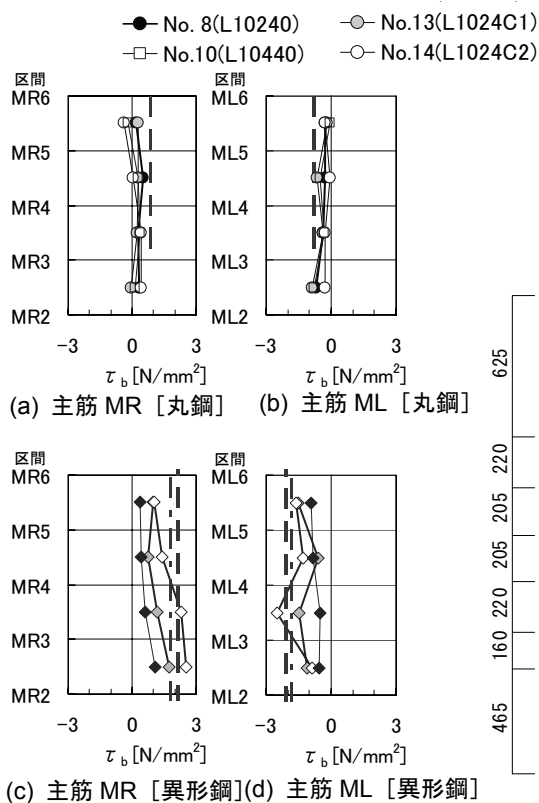 No. 8(L10240) No.13(L1024C1)
No.10(L10440) No.14(L1024C2)
区間 区間
MR6 ML6
MR5 ML5
MR4 ML4
MR3 ML3
MR2 ML2
−3 0 3 −3 0 3
τb[N/mm²] τb[N/mm²]
(a) 主筋 MR [丸鋼] (b) 主筋 ML [丸鋼]
区間 区間
MR6 ML6
MR5 ML5
MR4 ML4
MR3 ML3
MR2 ML2
−3 0 3 −3 0 3
τb[N/mm²] τb[N/mm²]
(c) 主筋 MR [異形鋼](d) 主筋 ML [異形鋼]
625
220
205
205
220
160
465